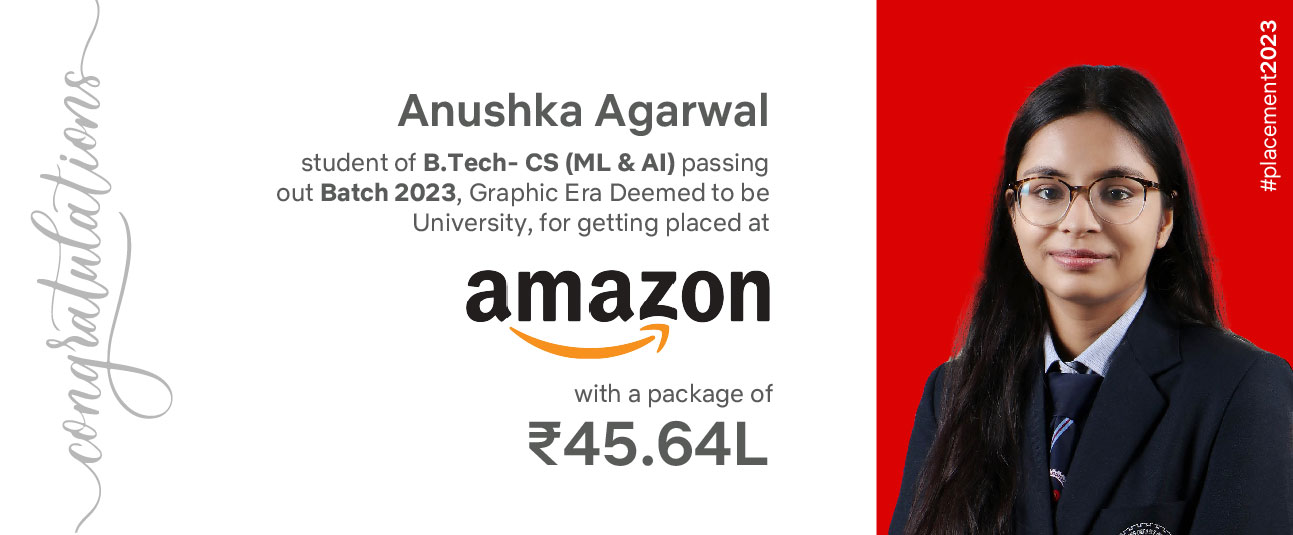 congratulations
Anushka Agarwal
student of B.Tech- CS (ML & AI) passing
out Batch 2023, Graphic Era Deemed to be
University, for getting placed at
amazon
with a package of
₹45.64L
#placement2023